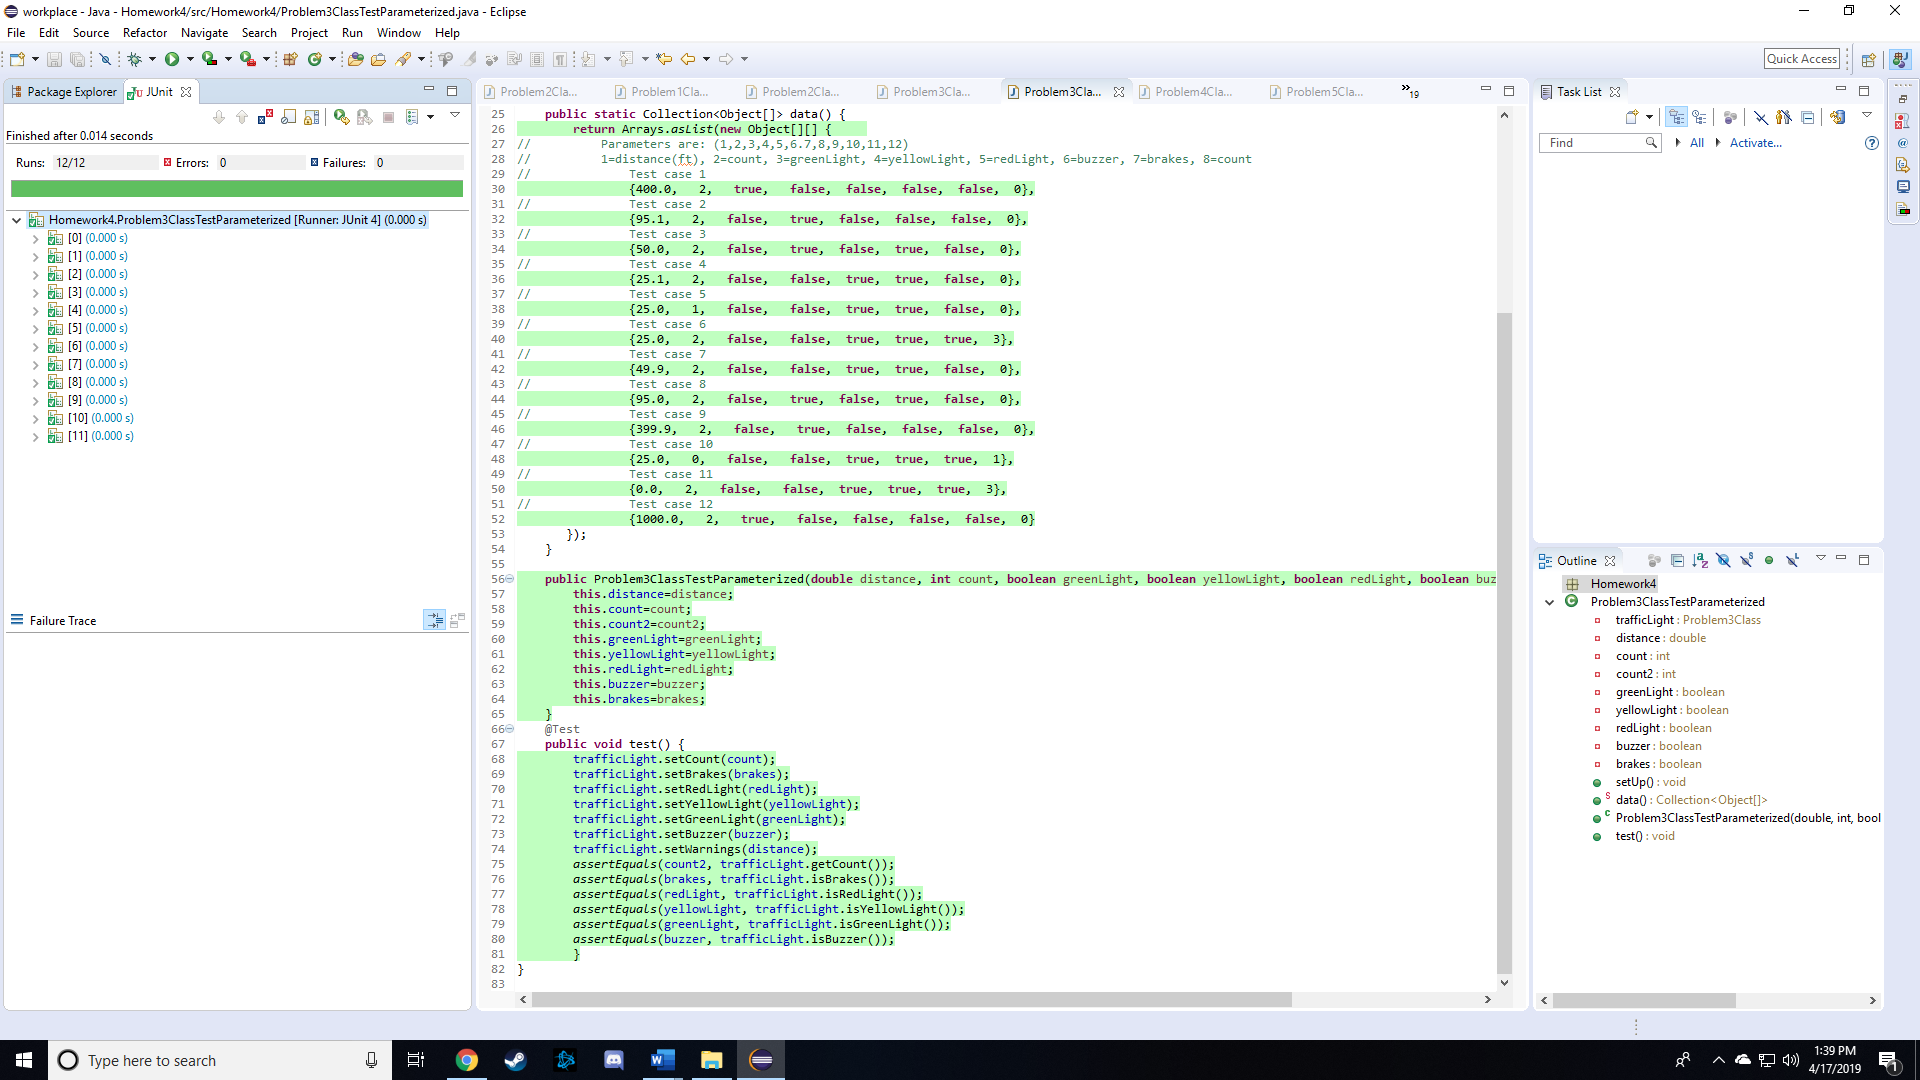 workplace - Java - Homework4/src/Homework4/Problem3ClassTestParameterized.java - Eclipse
File Edit Source Refactor Navigate Search Project Run Window Help
Quick Access
Package Explorer JUnit
Finished after 0.014 seconds
Runs: 12/12 Errors: 0 Failures: 0
Homework4.Problem3ClassTestParameterized [Runner: JUnit 4] (0.000 s)
[0] (0.000 s)
[1] (0.000 s)
[2] (0.000 s)
[3] (0.000 s)
[4] (0.000 s)
[5] (0.000 s)
[6] (0.000 s)
[7] (0.000 s)
[8] (0.000 s)
[9] (0.000 s)
[10] (0.000 s)
[11] (0.000 s)
Failure Trace
Problem2Cla... Problem1Cla... Problem2Cla... Problem3Cla... Problem3Cla... Problem4Cla... Problem5Cla... »19
25 public static Collection<Object[]> data() {
26 return Arrays.asList(new Object[][] {
27 // Parameters are: (1,2,3,4,5,6.7,8,9,10,11,12)
28 // 1=distance(ft), 2=count, 3=greenLight, 4=yellowLight, 5=redLight, 6=buzzer, 7=brakes, 8=count
29 // Test case 1
30 {400.0, 2, true, false, false, false, false, 0},
31 // Test case 2
32 {95.1, 2, false, true, false, false, false, 0},
33 // Test case 3
34 {50.0, 2, false, true, false, true, false, 0},
35 // Test case 4
36 {25.1, 2, false, false, true, true, false, 0},
37 // Test case 5
38 {25.0, 1, false, false, true, true, false, 0},
39 // Test case 6
40 {25.0, 2, false, false, true, true, true, 3},
41 // Test case 7
42 {49.9, 2, false, false, true, true, false, 0},
43 // Test case 8
44 {95.0, 2, false, true, false, true, false, 0},
45 // Test case 9
46 {399.9, 2, false, true, false, false, false, 0},
47 // Test case 10
48 {25.0, 0, false, false, true, true, true, 1},
49 // Test case 11
50 {0.0, 2, false, false, true, true, true, 3},
51 // Test case 12
52 {1000.0, 2, true, false, false, false, false, 0}
53 });
54 }
55
56 public Problem3ClassTestParameterized(double distance, int count, boolean greenLight, boolean yellowLight, boolean redLight, boolean buz
57 this.distance=distance;
58 this.count=count;
59 this.count2=count2;
60 this.greenLight=greenLight;
61 this.yellowLight=yellowLight;
62 this.redLight=redLight;
63 this.buzzer=buzzer;
64 this.brakes=brakes;
65 }
66 @Test
67 public void test() {
68 trafficLight.setCount(count);
69 trafficLight.setBrakes(brakes);
70 trafficLight.setRedLight(redLight);
71 trafficLight.setYellowLight(yellowLight);
72 trafficLight.setGreenLight(greenLight);
73 trafficLight.setBuzzer(buzzer);
74 trafficLight.setWarnings(distance);
75 assertEquals(count2, trafficLight.getCount());
76 assertEquals(brakes, trafficLight.isBrakes());
77 assertEquals(redLight, trafficLight.isRedLight());
78 assertEquals(yellowLight, trafficLight.isYellowLight());
79 assertEquals(greenLight, trafficLight.isGreenLight());
80 assertEquals(buzzer, trafficLight.isBuzzer());
81 }
82 }
83
Task List
Find All Activate...
Outline
Homework4
Problem3ClassTestParameterized
trafficLight : Problem3Class
distance : double
count : int
count2 : int
greenLight : boolean
yellowLight : boolean
redLight : boolean
buzzer : boolean
brakes : boolean
setUp() : void
data() : Collection<Object[]>
Problem3ClassTestParameterized(double, int, bool
test() : void
Type here to search
1:39 PM
4/17/2019
1